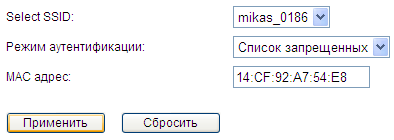 Select SSID: mikas_0186
Режим аутентификации: Список запрещенных
MAC адрес: 14:CF:92:A7:54:E8
Применить Сбросить